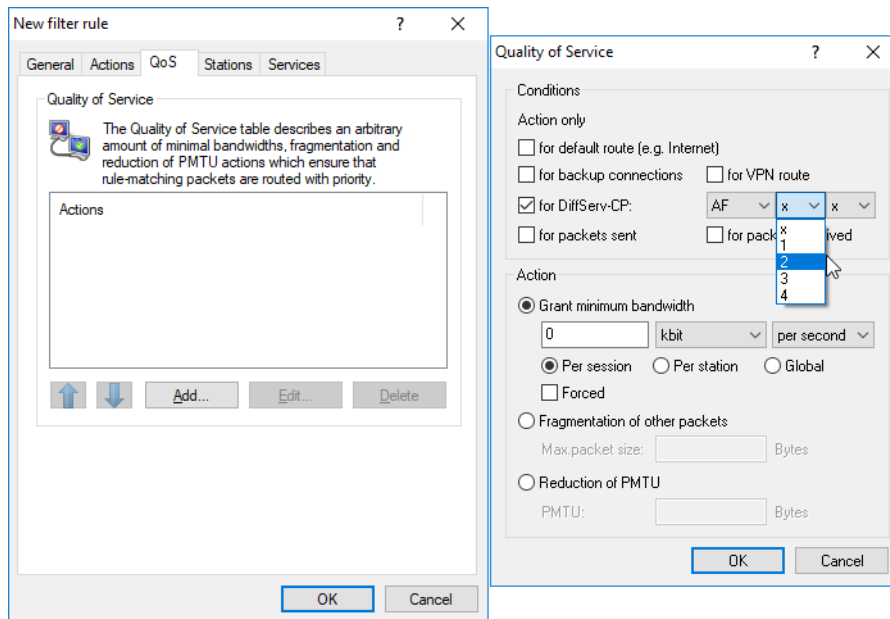 New filter rule
?
General Actions QoS Stations Services
Quality of Service
The Quality of Service table describes an arbitrary
amount of minimal bandwidths, fragmentation and
reduction of PMTU actions which ensure that
rule-matching packets are routed with priority.
Actions
Add... Edit... Delete
OK Cancel
Quality of Service
?
Conditions
Action only
for default route (e.g. Internet)
for backup connections for VPN route
for DiffServ-CP: AF x x
for packets sent for pack ived
x
1
2
3
4
Action
Grant minimum bandwidth
0 kbit per second
Per session Per station Global
Forced
Fragmentation of other packets
Max.packet size: Bytes
Reduction of PMTU
PMTU: Bytes
OK Cancel